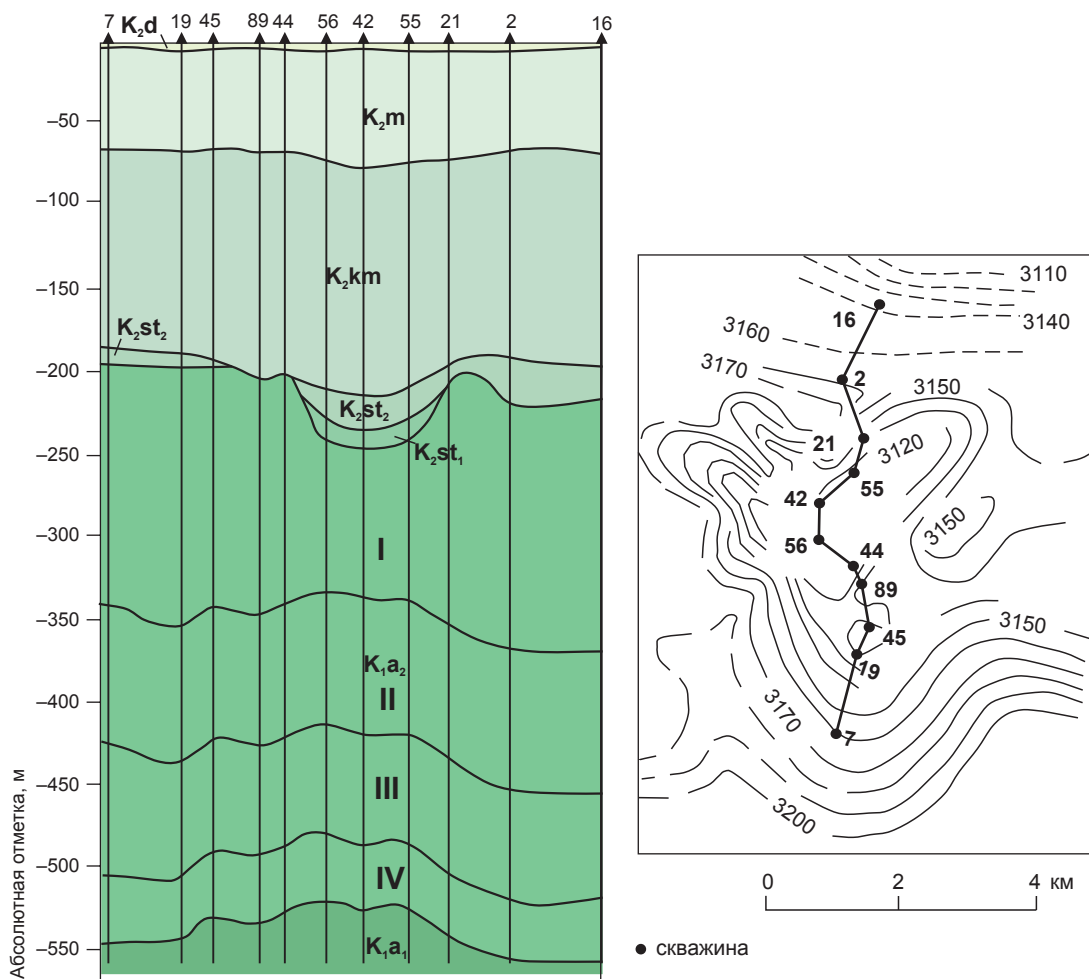 7 19 45 89 44 56 42 55 21 2 16
K₂d
K₂m
–50
–100
K₂km
–150
K₂st₂
–200
K₂st₂
K₂st₁
–250
I
–300
–350
K₁a₂
II
–400
III
–450
IV
–500
K₁a₁
–550
Абсолютная отметка, м
3110
16
3140
3160
3170
2
3150
21
3120
55
42
3150
56
44
89
45
3150
19
3170
7
3200
0 2 4 км
скважина